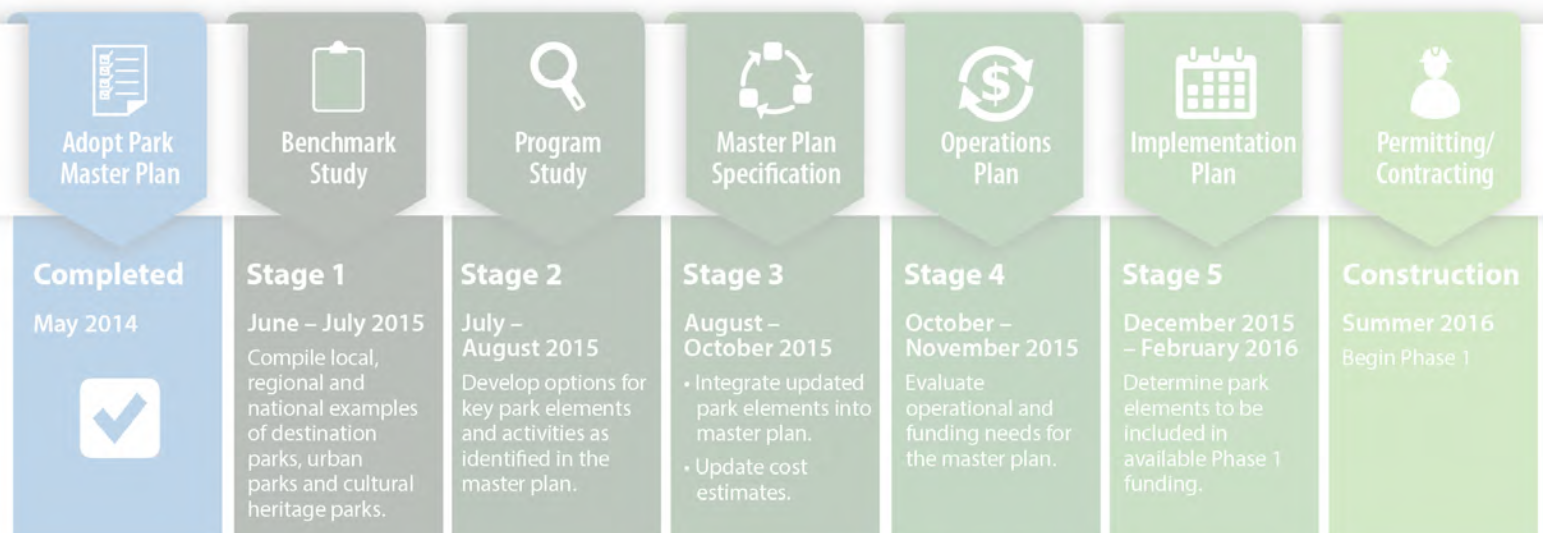 Adopt Park
Master Plan
Completed
May 2014
Benchmark
Study
Stage 1
June – July 2015
Compile local,
regional and
national examples
of destination
parks, urban
parks and cultural
heritage parks.
Program
Study
Stage 2
July –
August 2015
Develop options for
key park elements
and activities as
identified in the
master plan.
Master Plan
Specification
Stage 3
August –
October 2015
• Integrate updated
park elements into
master plan.
• Update cost
estimates.
Operations
Plan
Stage 4
October –
November 2015
Evaluate
operational and
funding needs for
the master plan.
Implementation
Plan
Stage 5
December 2015
– February 2016
Determine park
elements to be
included in
available Phase 1
funding.
Permitting/
Contracting
Construction
Summer 2016
Begin Phase 1